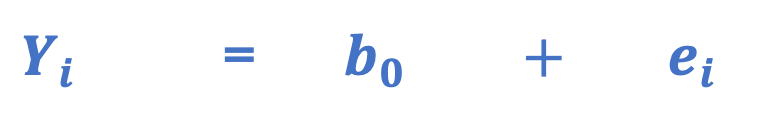 Yᵢ = b₀ + eᵢ